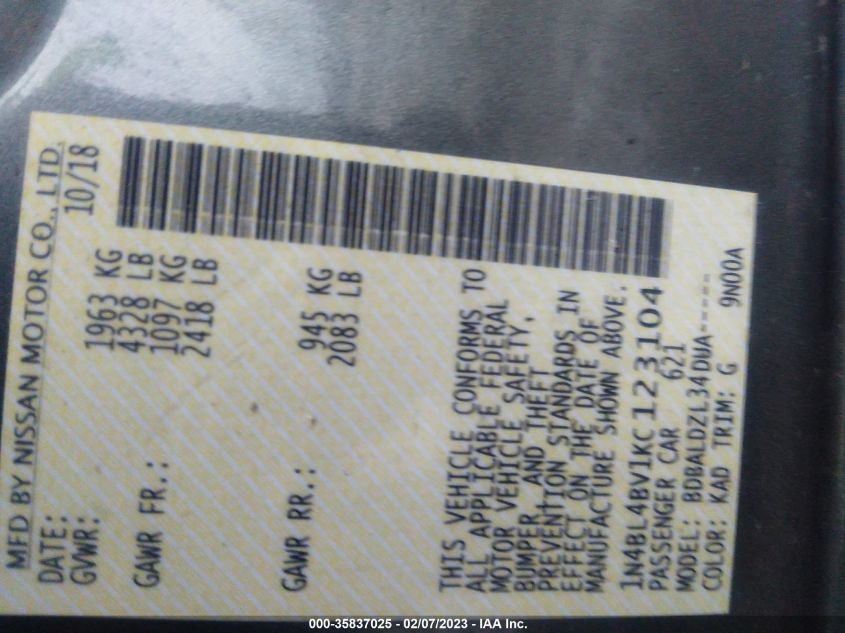 MFD BY NISSAN MOTOR CO., LTD.
DATE: 10/18
GVWR: 1963 KG
4328 LB
GAWR FR.: 1097 KG
2418 LB
GAWR RR.: 945 KG
2083 LB
THIS VEHICLE CONFORMS TO
ALL APPLICABLE FEDERAL
MOTOR VEHICLE SAFETY,
BUMPER, AND THEFT
PREVENTION STANDARDS IN
EFFECT ON THE DATE OF
MANUFACTURE SHOWN ABOVE.
1N4BL4BV1KC123104
PASSENGER CAR 621
MODEL: BDBALDZL34DUA-----
COLOR: KAD TRIM: G 9N00A
000-35837025 - 02/07/2023 - IAA Inc.